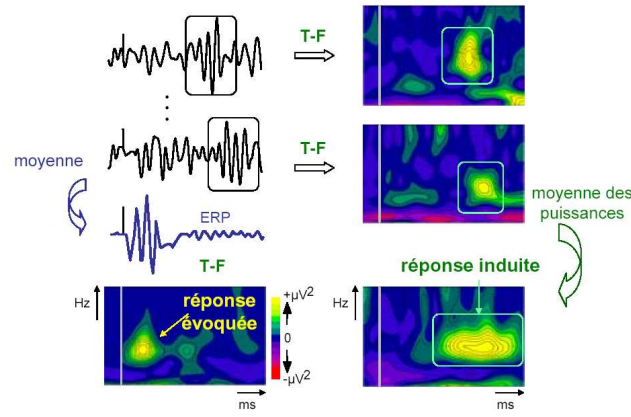 T-F
T-F
moyenne
ERP
moyenne des
puissances
T-F
réponse induite
Hz
réponse
évoquée
+µV²
0
-µV²
Hz
ms
ms